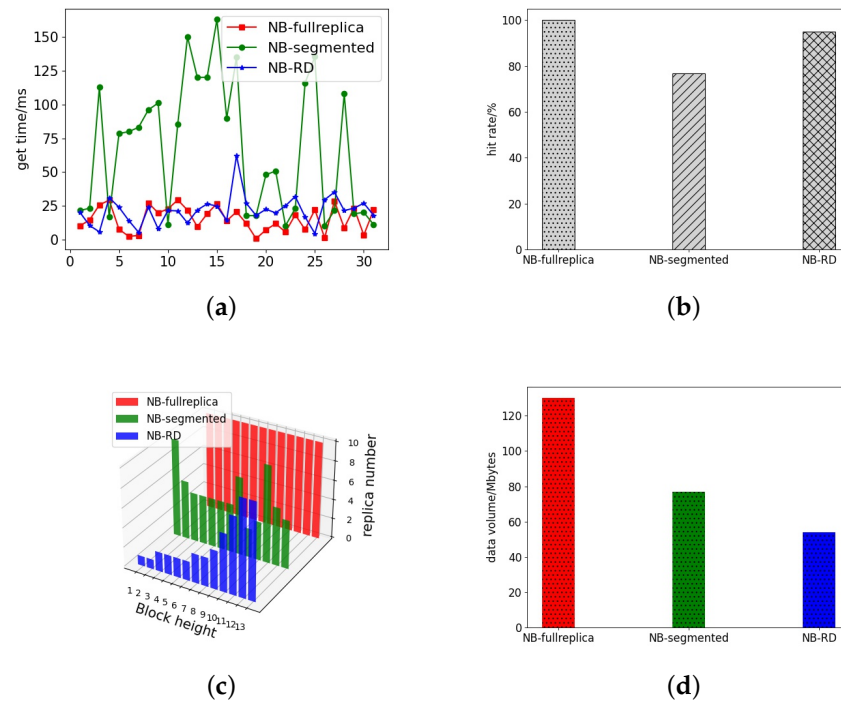 NB-fullreplica
NB-segmented
NB-RD
get time/ms
150
125
100
75
50
25
0
0 5 10 15 20 25 30
(a)
hit rate/%
100
80
60
40
20
0
NB-fullreplica NB-segmented NB-RD
(b)
NB-fullreplica
NB-segmented
NB-RD
10
8
6
4
2
0
replica number
1 2 3 4 5 6 7 8 9 10 11 12 13
Block height
(c)
data volume/Mbytes
120
100
80
60
40
20
0
NB-fullreplica NB-segmented NB-RD
(d)